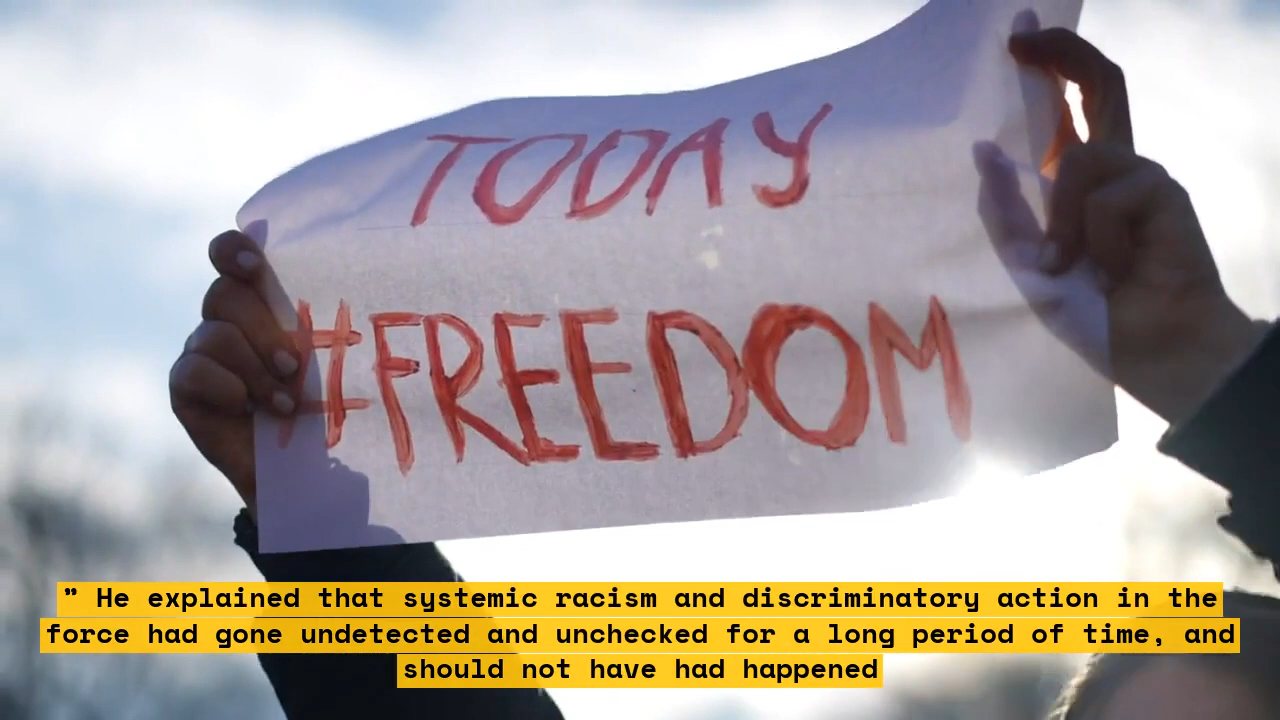 TODAY
#FREEDOM
” He explained that systemic racism and discriminatory action in the
force had gone undetected and unchecked for a long period of time, and
should not have had happened